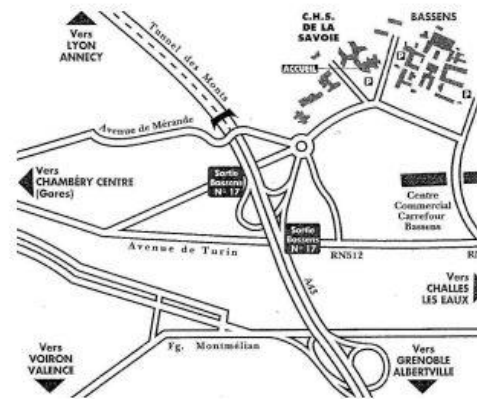 Vers
LYON
ANNECY
Tunnel des Monts
C.H.S.
DE LA
SAVOIE
BASSENS
ACCUEIL
P
P
P
Avenue de Mérande
Vers
CHAMBÉRY CENTRE
(Gares)
Sortie
Bassens
N° 17
Centre
Commercial
Carrefour
Bassens
Sortie
Bassens
N° 17
Avenue de Turin
RN512
RN
A43
Vers
CHALLES
LES EAUX
Vers
VOIRON
VALENCE
Fg. Montmélian
Vers
GRENOBLE
ALBERTVILLE